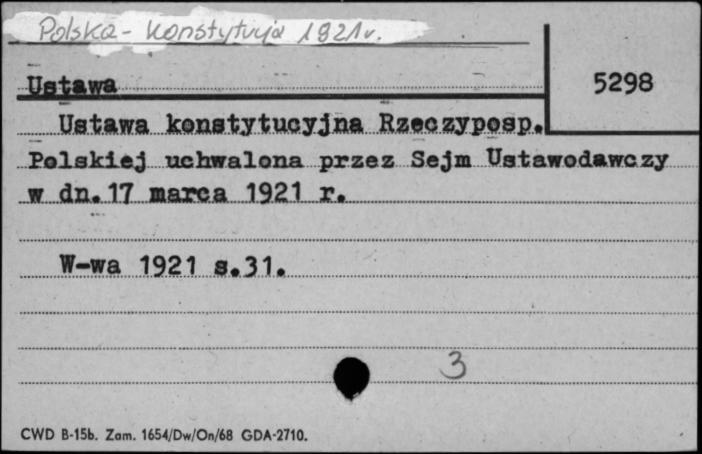 Polska - Konstytucja 1921 r.
Ustawa
5298
Ustawa konstytucyjna Rzeczyposp.
Polskiej uchwalona przez Sejm Ustawodawczy
w dn. 17 marca 1921 r.
W-wa 1921 s.31.
3
CWD B-15b. Zam. 1654/Dw/On/68 GDA-2710.